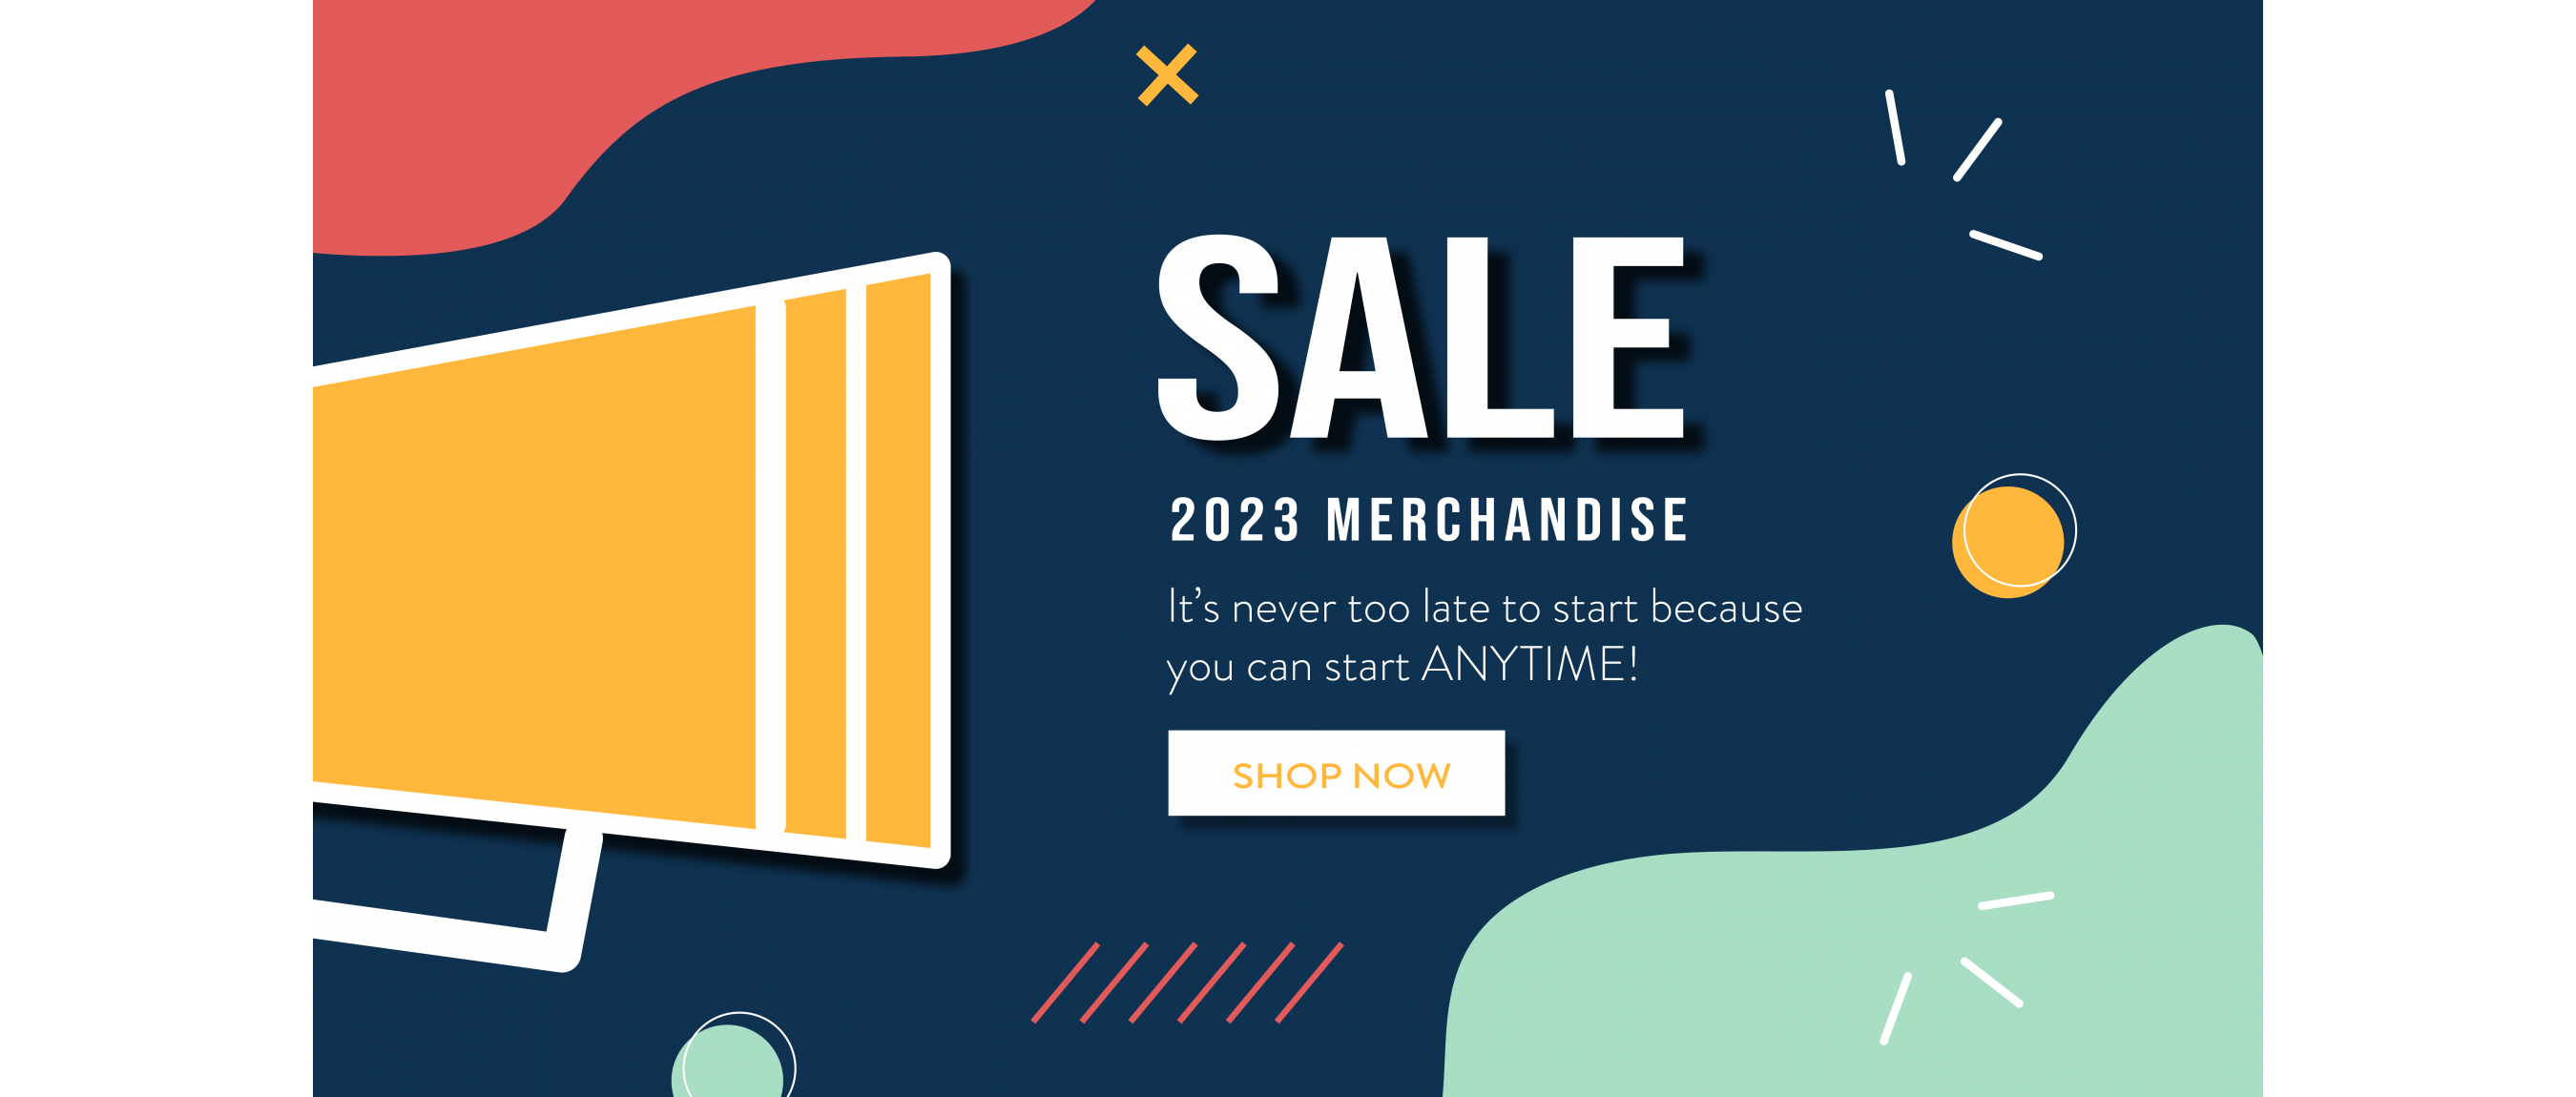 SALE
2023 MERCHANDISE
It’s never too late to start because
you can start ANYTIME!
SHOP NOW